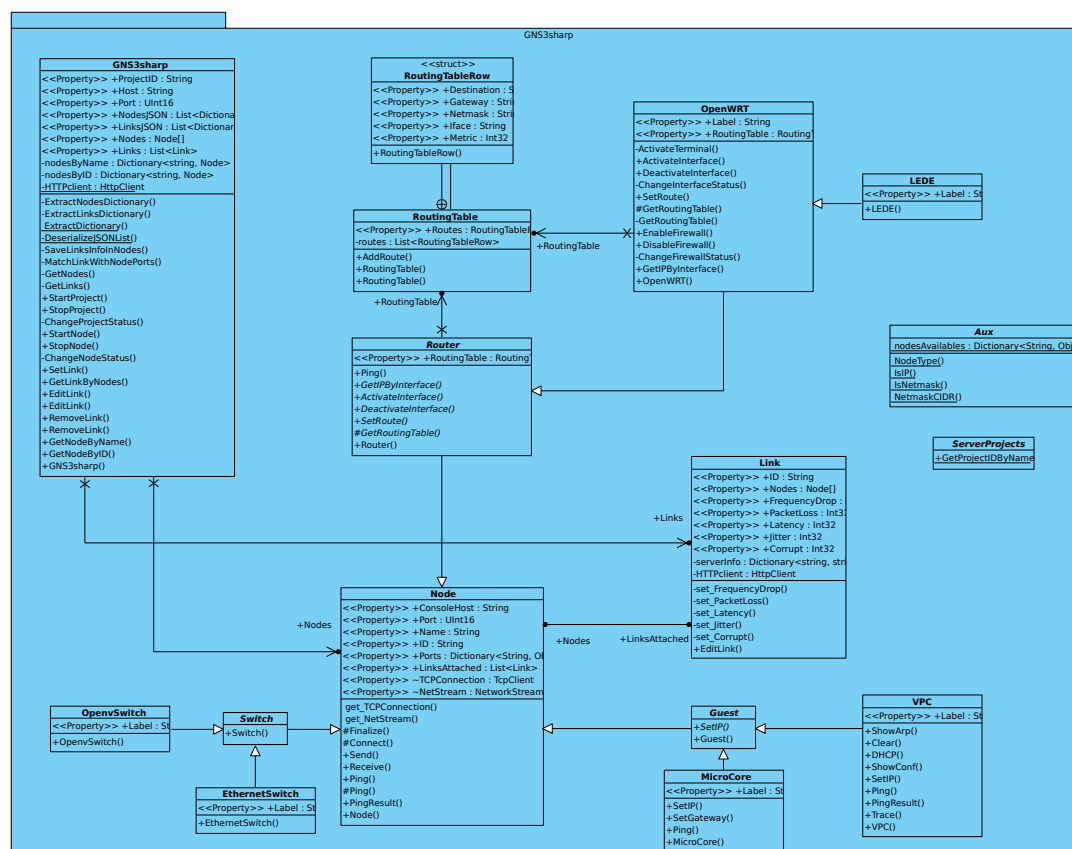 GNS3sharp
GNS3sharp
<<Property>> +ProjectID : String
<<Property>> +Host : String
<<Property>> +Port : UInt16
<<Property>> +NodesJSON : List<Dictiona
<<Property>> +LinksJSON : List<Dictionar
<<Property>> +Nodes : Node[]
<<Property>> +Links : List<Link>
-nodesByName : Dictionary<string, Node>
-nodesByID : Dictionary<string, Node>
-HTTPclient : HttpClient
-ExtractNodesDictionary()
-ExtractLinksDictionary()
ExtractDictionary()
-DeserializeJSONList()
-SaveLinksInfoInNodes()
-MatchLinkWithNodePorts()
-GetNodes()
-GetLinks()
+StartProject()
+StopProject()
-ChangeProjectStatus()
+StartNode()
+StopNode()
-ChangeNodeStatus()
+SetLink()
+GetLinkByNodes()
+EditLink()
+EditLink()
+RemoveLink()
+RemoveLink()
+GetNodeByName()
+GetNodeByID()
+GNS3sharp()
<<struct>>
RoutingTableRow
<<Property>> +Destination : S
<<Property>> +Gateway : Stri
<<Property>> +Netmask : Stri
<<Property>> +Iface : String
<<Property>> +Metric : Int32
+RoutingTableRow()
RoutingTable
<<Property>> +Routes : RoutingTableR
-routes : List<RoutingTableRow>
+AddRoute()
+RoutingTable()
+RoutingTable()
+RoutingTable
+RoutingTable
OpenWRT
<<Property>> +Label : String
<<Property>> +RoutingTable : RoutingT
-ActivateTerminal()
+ActivateInterface()
+DeactivateInterface()
-ChangeInterfaceStatus()
+SetRoute()
#GetRoutingTable()
-GetRoutingTable()
+EnableFirewall()
+DisableFirewall()
-ChangeFirewallStatus()
+GetIPByInterface()
+OpenWRT()
LEDE
<<Property>> +Label : St
+LEDE()
Router
<<Property>> +RoutingTable : RoutingT
+Ping()
+GetIPByInterface()
+ActivateInterface()
+DeactivateInterface()
+SetRoute()
#GetRoutingTable()
+Router()
Aux
nodesAvailables : Dictionary<String, Obj
NodeType()
IsIP()
IsNetmask()
NetmaskCIDR()
ServerProjects
+GetProjectIDByName
Link
<<Property>> +ID : String
<<Property>> +Nodes : Node[]
<<Property>> +FrequencyDrop :
<<Property>> +PacketLoss : Int32
<<Property>> +Latency : Int32
<<Property>> +Jitter : Int32
<<Property>> +Corrupt : Int32
-serverInfo : Dictionary<string, stri
-HTTPclient : HttpClient
-set_FrequencyDrop()
-set_PacketLoss()
-set_Latency()
-set_Jitter()
-set_Corrupt()
+EditLink()
+Links
+Nodes
+Nodes
+LinksAttached
Node
<<Property>> +ConsoleHost : String
<<Property>> +Port : UInt16
<<Property>> +Name : String
<<Property>> +ID : String
<<Property>> +Ports : Dictionary<String, Ob
<<Property>> +LinksAttached : List<Link>
<<Property>> ~TCPConnection : TcpClient
<<Property>> ~NetStream : NetworkStream
get_TCPConnection()
get_NetStream()
#Finalize()
#Connect()
+Send()
+Receive()
+Ping()
#Ping()
+PingResult()
+Node()
OpenvSwitch
<<Property>> +Label : St
+OpenvSwitch()
Switch
+Switch()
EthernetSwitch
<<Property>> +Label : St
+EthernetSwitch()
Guest
+SetIP()
+Guest()
MicroCore
<<Property>> +Label : St
+SetIP()
+SetGateway()
+Ping()
+MicroCore()
VPC
<<Property>> +Label : St
+ShowArp()
+Clear()
+DHCP()
+ShowConf()
+SetIP()
+Ping()
+PingResult()
+Trace()
+VPC()